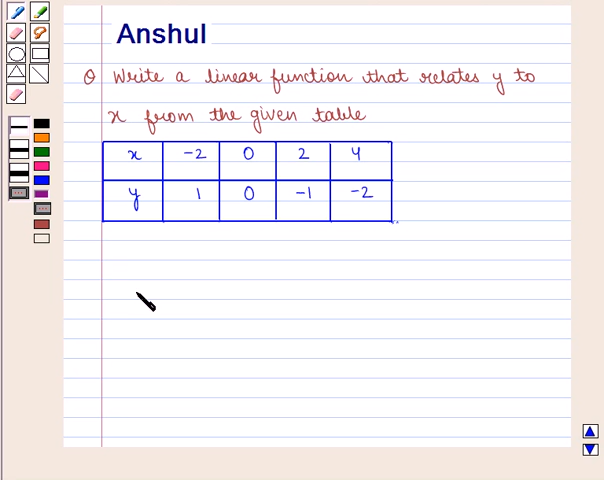 Anshul
Q Write a linear function that relates y to
x from the given table
x -2 0 2 4
y 1 0 -1 -2